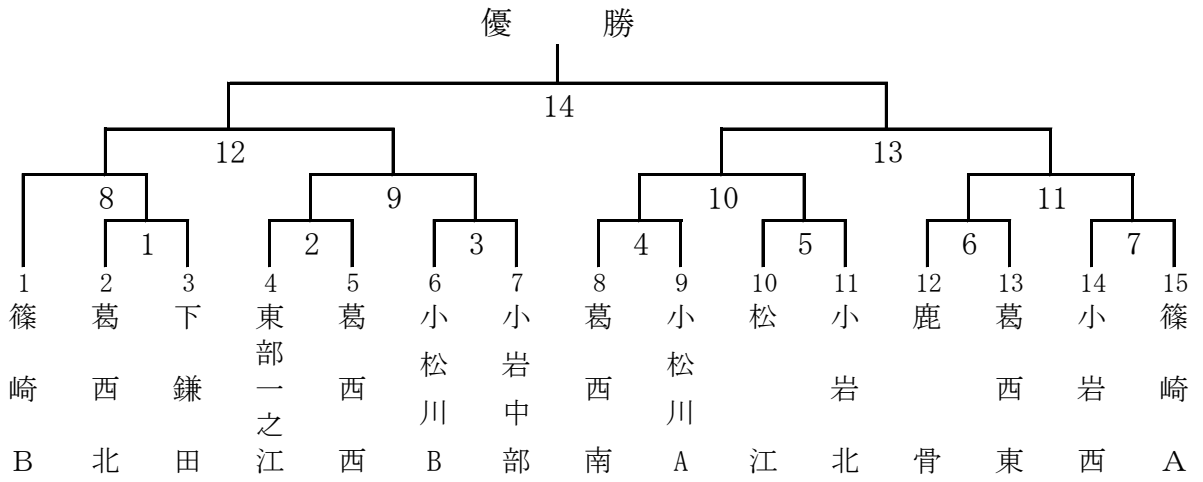 優勝
14
12 13
8 9 10 11
1 2 3 4 5 6 7
1 2 3 4 5 6 7 8 9 10 11 12 13 14 15
篠崎B
葛西北
下鎌田
東部一之江
葛西西
小松川B
小岩中部
葛西南
小松川A
松江
小岩北
鹿骨
葛西東
小岩西
篠崎A